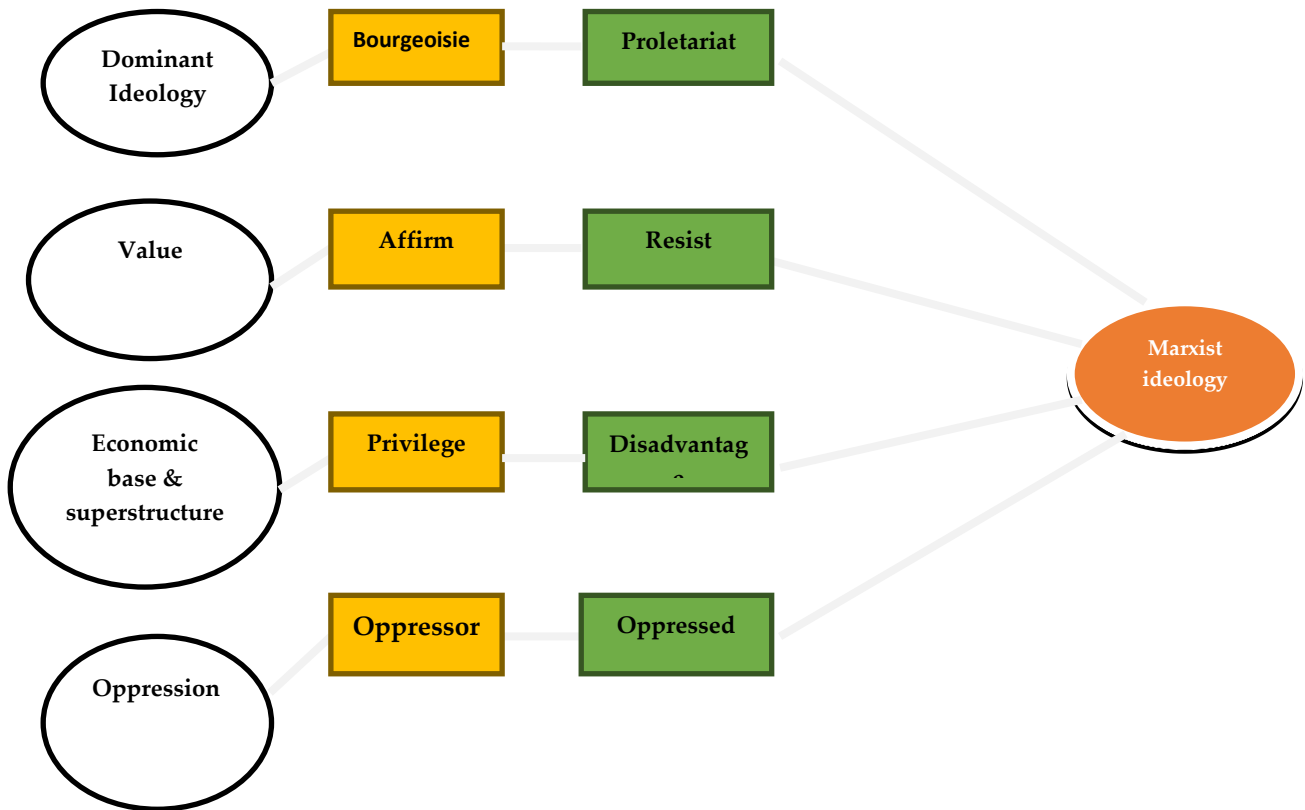 Dominant
Ideology
Bourgeoisie
Proletariat
Value
Affirm
Resist
Economic
base &
superstructure
Privilege
Disadvantag
Oppression
Oppressor
Oppressed
Marxist
ideology